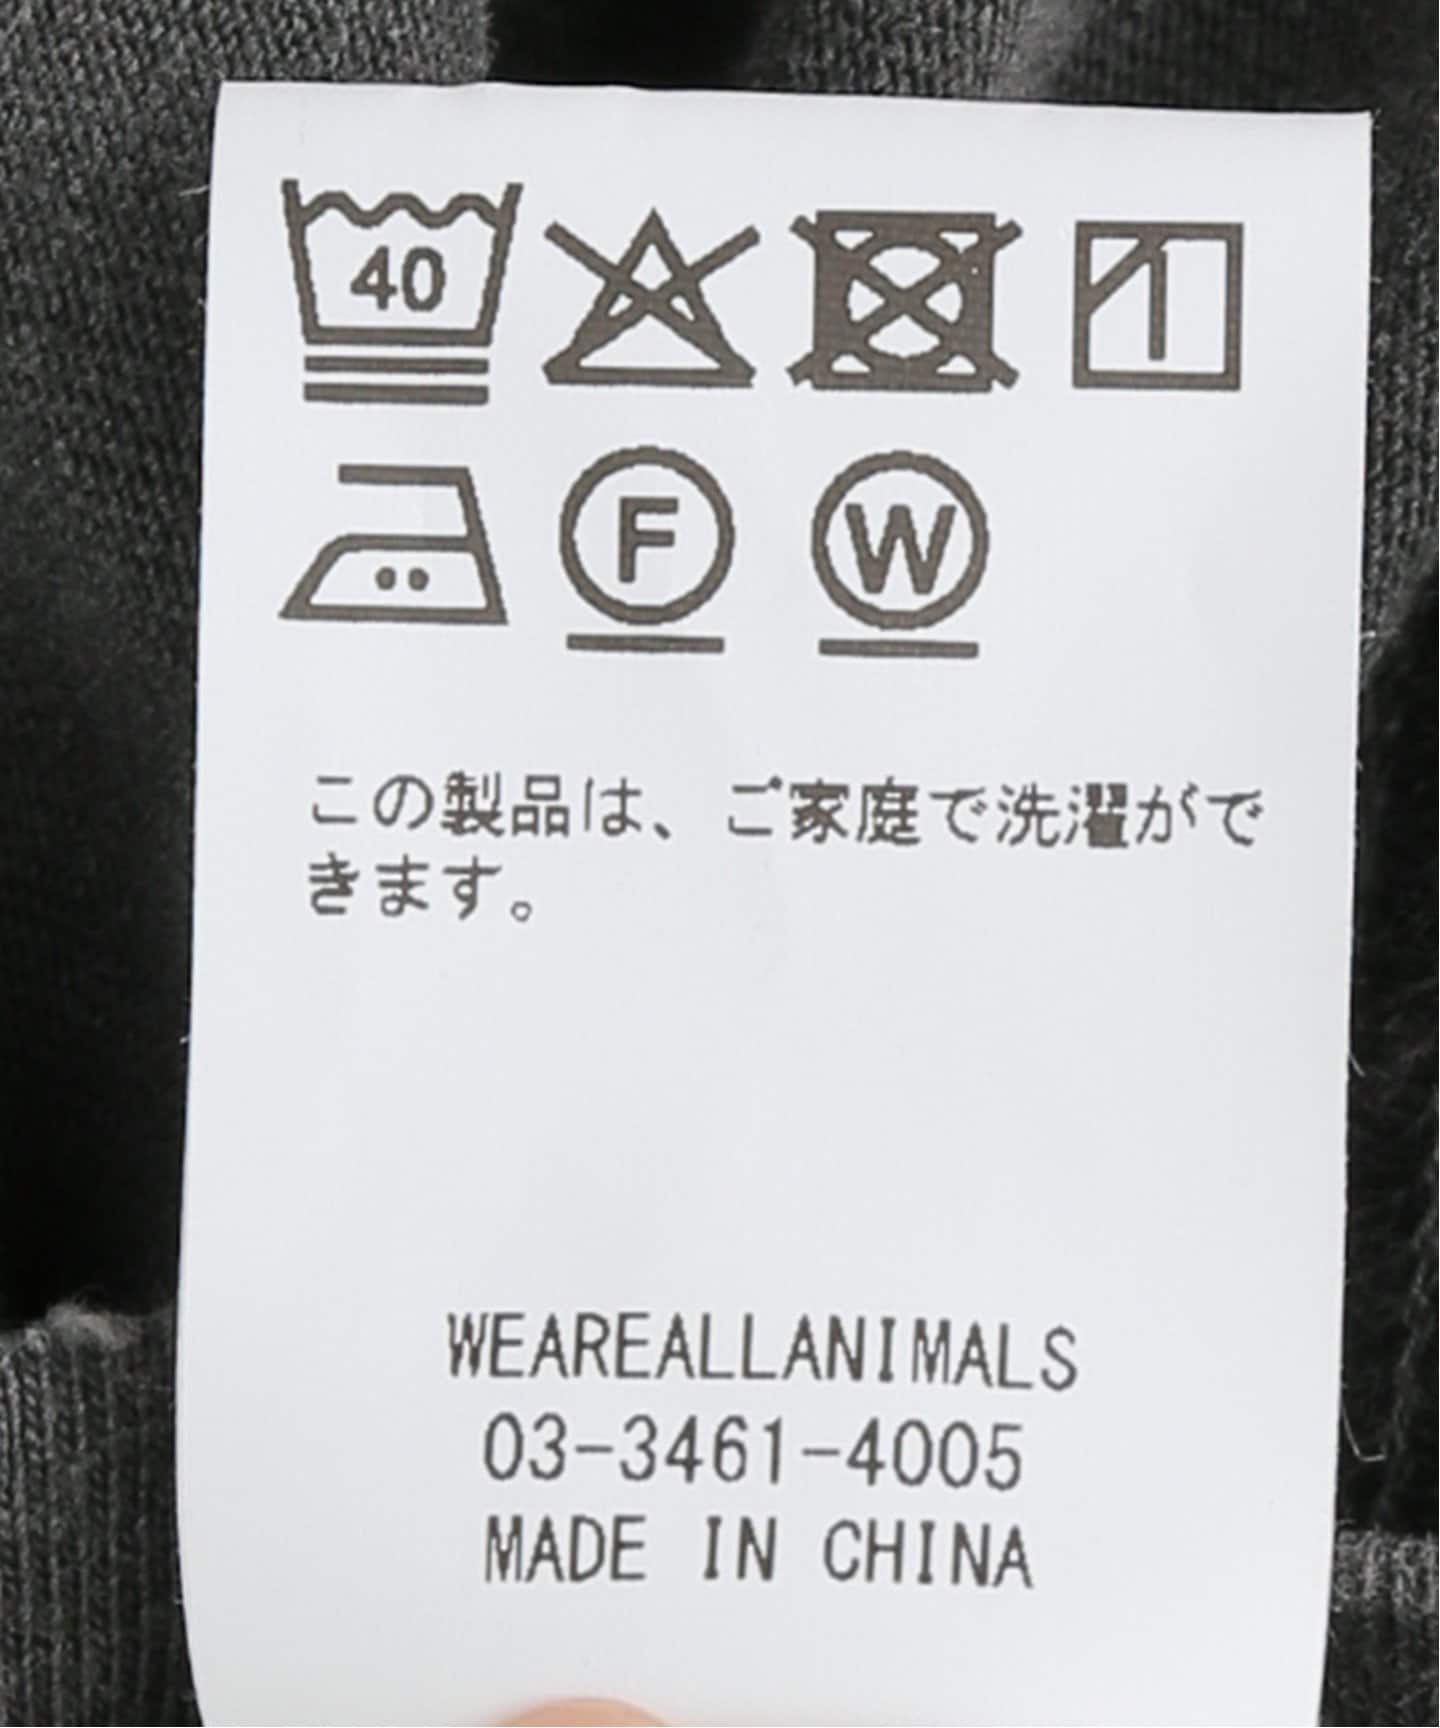 40
F W
この製品は、ご家庭で洗濯がで
きます。
WEAREALLANIMALS
03-3461-4005
MADE IN CHINA